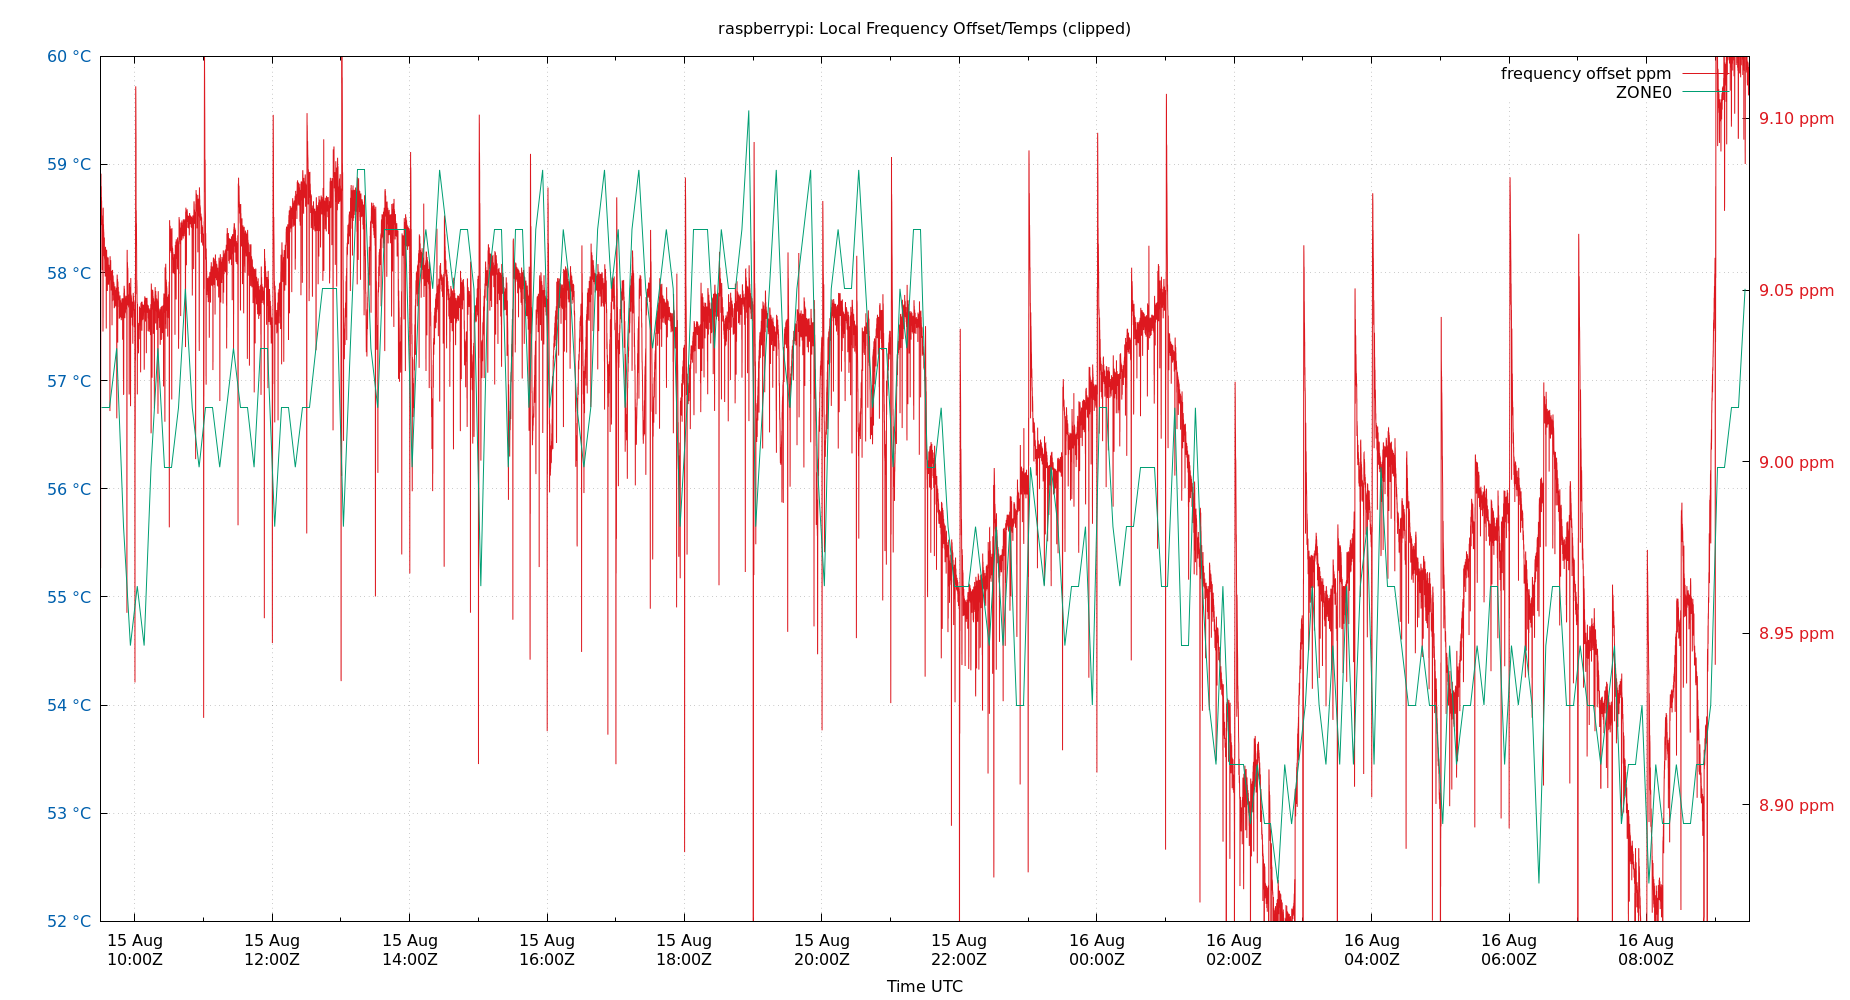 raspberrypi: Local Frequency Offset/Temps (clipped)
frequency offset ppm
ZONE0
60 °C
59 °C
58 °C
57 °C
56 °C
55 °C
54 °C
53 °C
52 °C
9.10 ppm
9.05 ppm
9.00 ppm
8.95 ppm
8.90 ppm
15 Aug 15 Aug 15 Aug 15 Aug 15 Aug 15 Aug 15 Aug 16 Aug 16 Aug 16 Aug 16 Aug 16 Aug
10:00Z 12:00Z 14:00Z 16:00Z 18:00Z 20:00Z 22:00Z 00:00Z 02:00Z 04:00Z 06:00Z 08:00Z
Time UTC